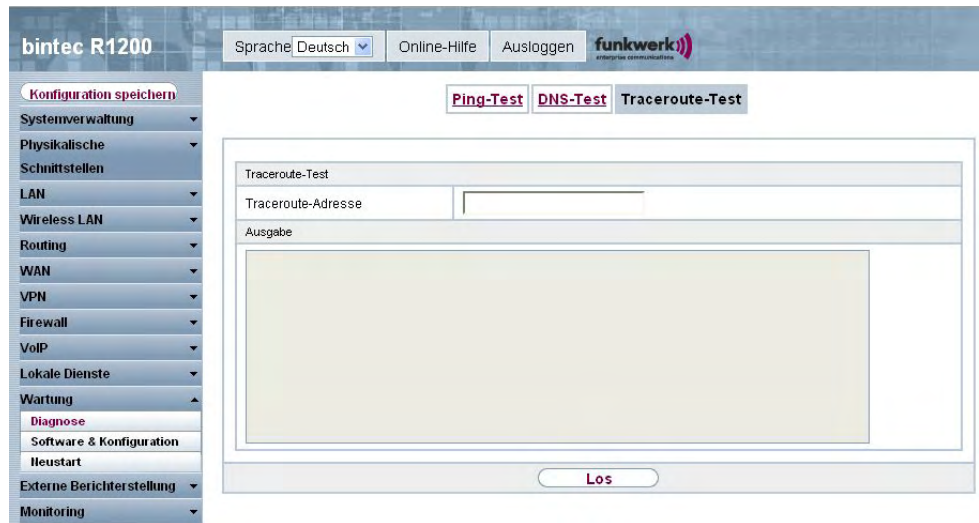 bintec R1200
Sprache Deutsch
Online-Hilfe
Ausloggen
funkwerk
enterprise communications
Konfiguration speichern
Systemverwaltung
Physikalische
Schnittstellen
LAN
Wireless LAN
Routing
WAN
VPN
Firewall
VoIP
Lokale Dienste
Wartung
Diagnose
Software & Konfiguration
Neustart
Externe Berichterstellung
Monitoring
Ping-Test DNS-Test Traceroute-Test
Traceroute-Test
Traceroute-Adresse
Ausgabe
Los